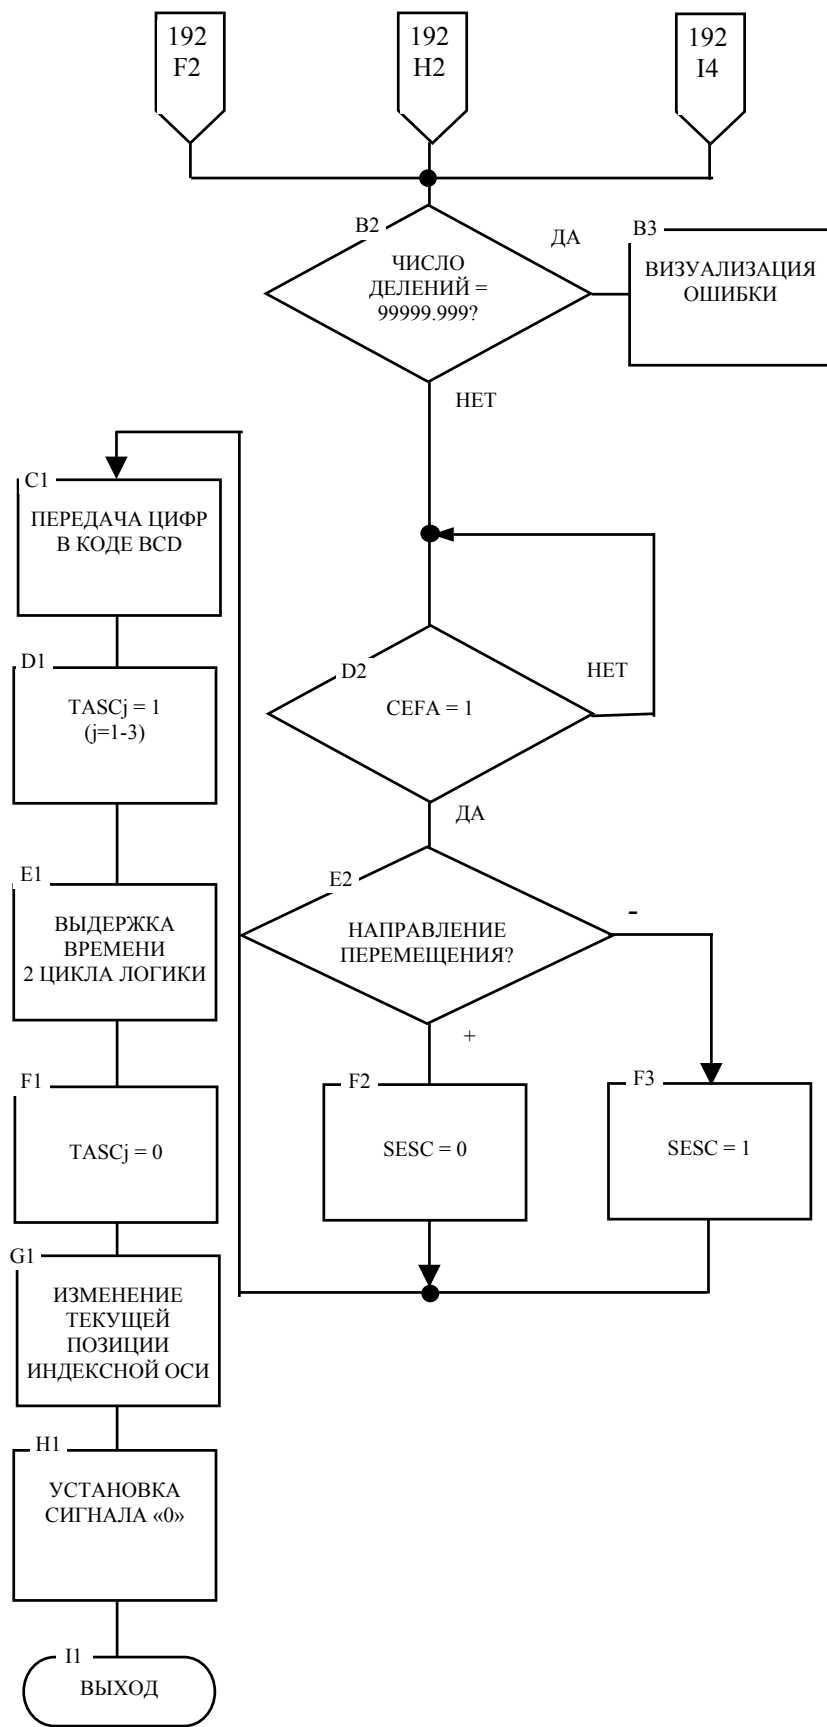 192
F2
192
H2
192
I4
B2
ЧИСЛО
ДЕЛЕНИЙ =
99999.999?
ДА
B3
ВИЗУАЛИЗАЦИЯ
ОШИБКИ
НЕТ
C1
ПЕРЕДАЧА ЦИФР
В КОДЕ BCD
D1
TASCj = 1
(j=1-3)
D2
CEFA = 1
НЕТ
ДА
E1
ВЫДЕРЖКА
ВРЕМЕНИ
2 ЦИКЛА ЛОГИКИ
E2
НАПРАВЛЕНИЕ
ПЕРЕМЕЩЕНИЯ?
-
+
F1
TASCj = 0
F2
SESC = 0
F3
SESC = 1
G1
ИЗМЕНЕНИЕ
ТЕКУЩЕЙ
ПОЗИЦИИ
ИНДЕКСНОЙ ОСИ
H1
УСТАНОВКА
СИГНАЛА «0»
I1
ВЫХОД